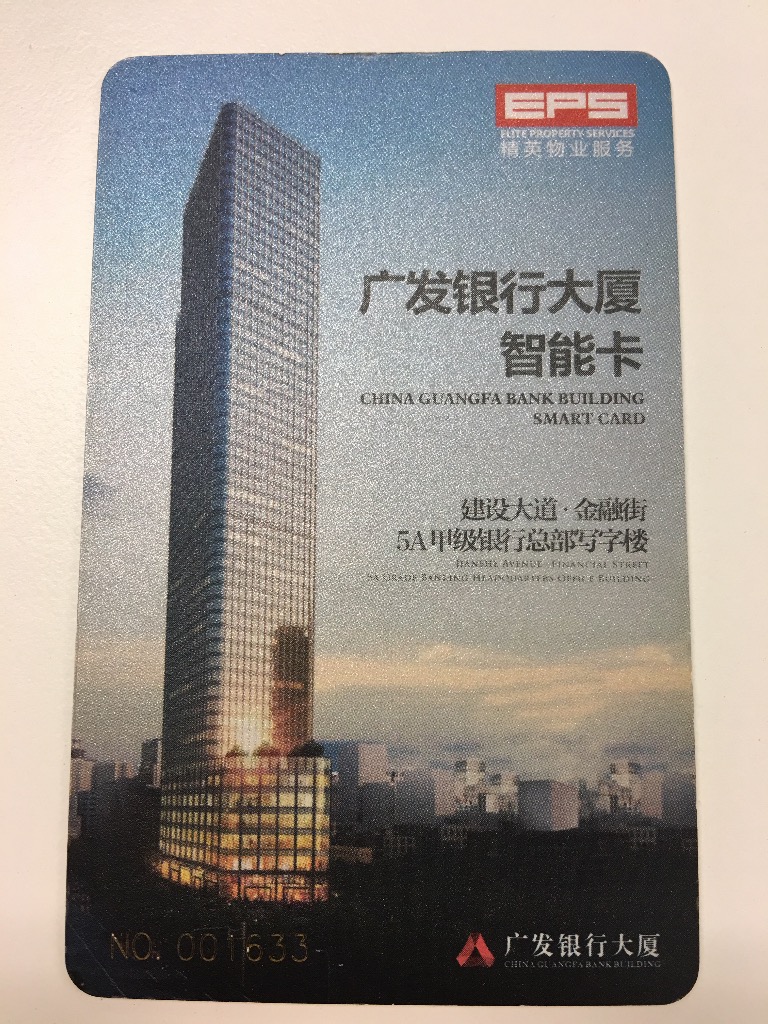 EPS
ELITE PROPERTY SERVICES
精英物业服务
广发银行大厦
智能卡
CHINA GUANGFA BANK BUILDING
SMART CARD
建设大道·金融街
5A甲级银行总部写字楼
JIANSHE AVENUE · FINANCIAL STREET
5A GRADE BANKING HEADQUARTERS OFFICE BUILDING
NO. 001633
广发银行大厦
CHINA GUANGFA BANK BUILDING